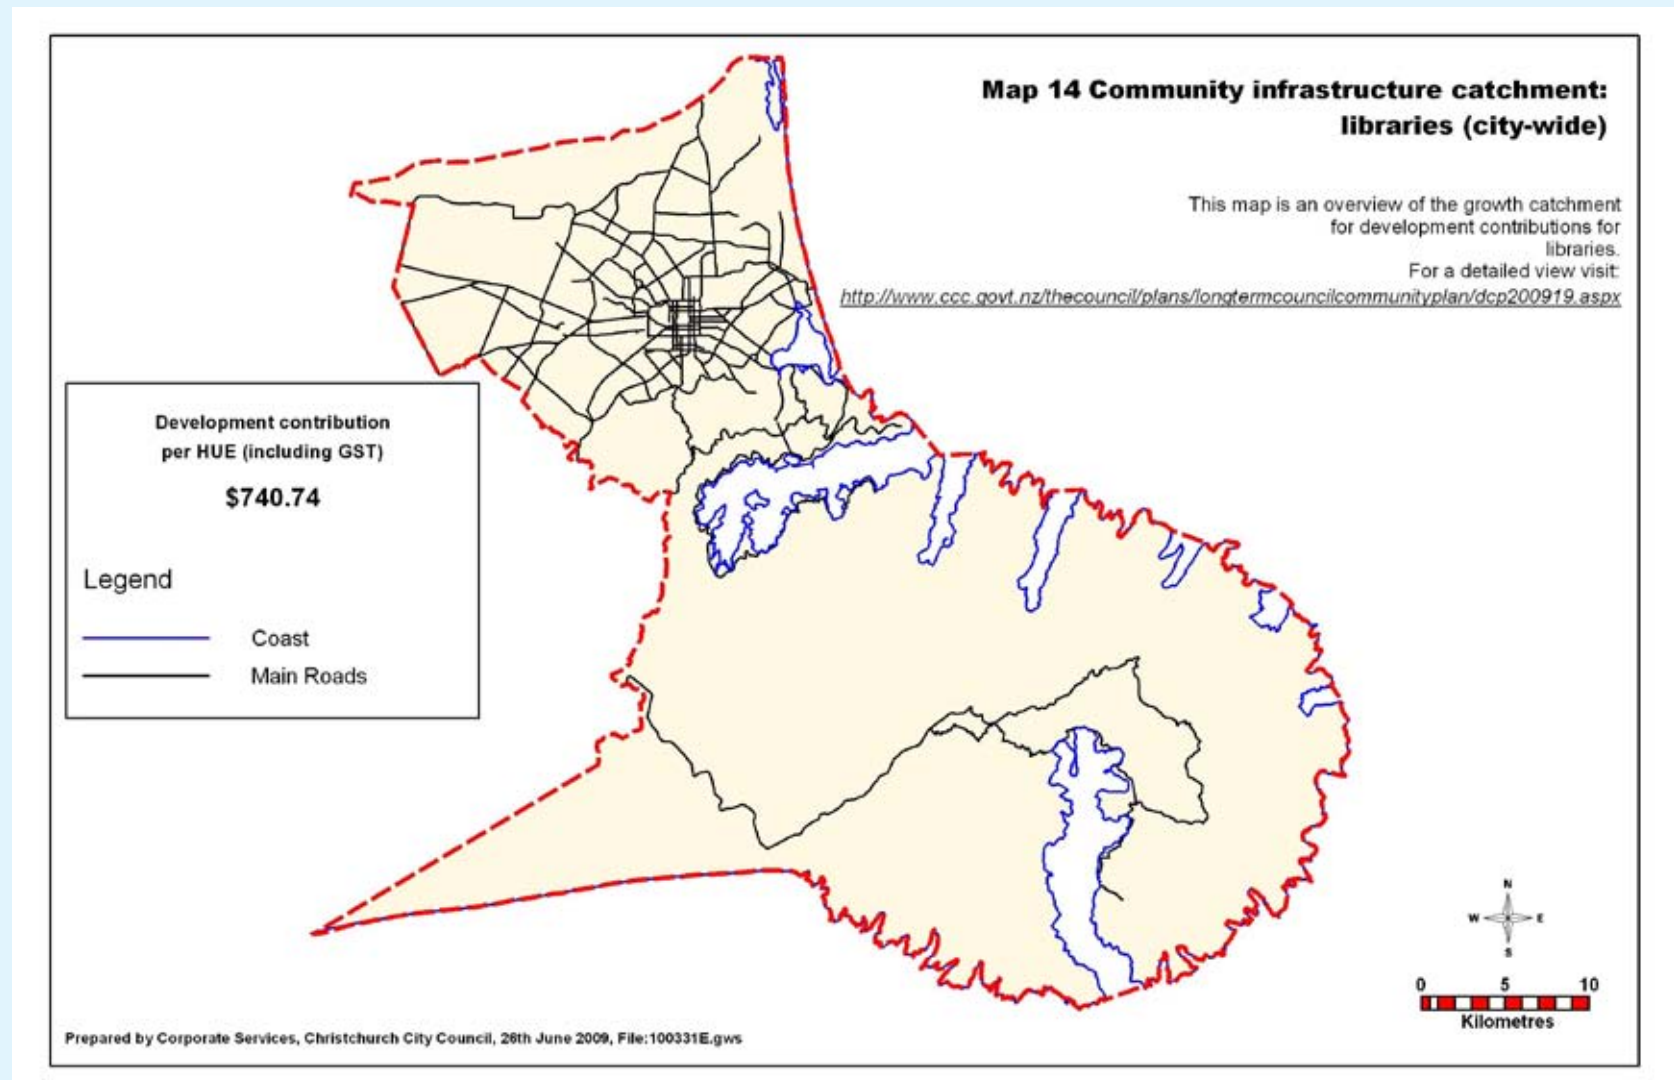 Map 14 Community infrastructure catchment:
libraries (city-wide)
This map is an overview of the growth catchment
for development contributions for
libraries.
For a detailed view visit:
http://www.ccc.govt.nz/thecouncil/plans/longtermcouncilcommunityplan/dcp200919.aspx
Development contribution
per HUE (including GST)
$740.74
Legend
Coast
Main Roads
N
W E
S
0 5 10
Kilometres
Prepared by Corporate Services, Christchurch City Council, 26th June 2009, File:100331E.gws